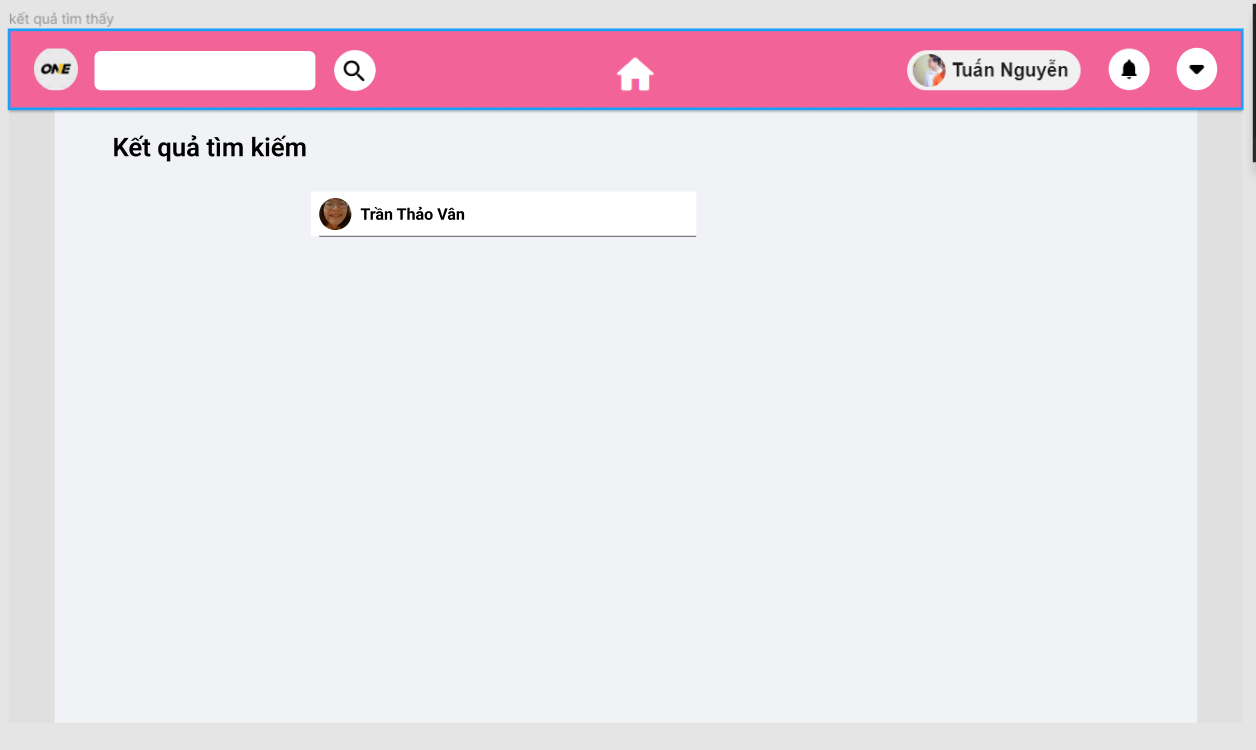 kết quả tìm thấy
ONE
Tuấn Nguyễn
Kết quả tìm kiếm
Trần Thảo Vân